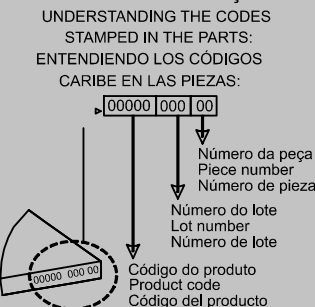 UNDERSTANDING THE CODES
STAMPED IN THE PARTS:
ENTENDIENDO LOS CÓDIGOS
CARIBE EN LAS PIEZAS:
00000 000 00
Número da peça
Piece number
Número de pieza
Número do lote
Lot number
Número de lote
00000 000 00
Código do produto
Product code
Código del producto